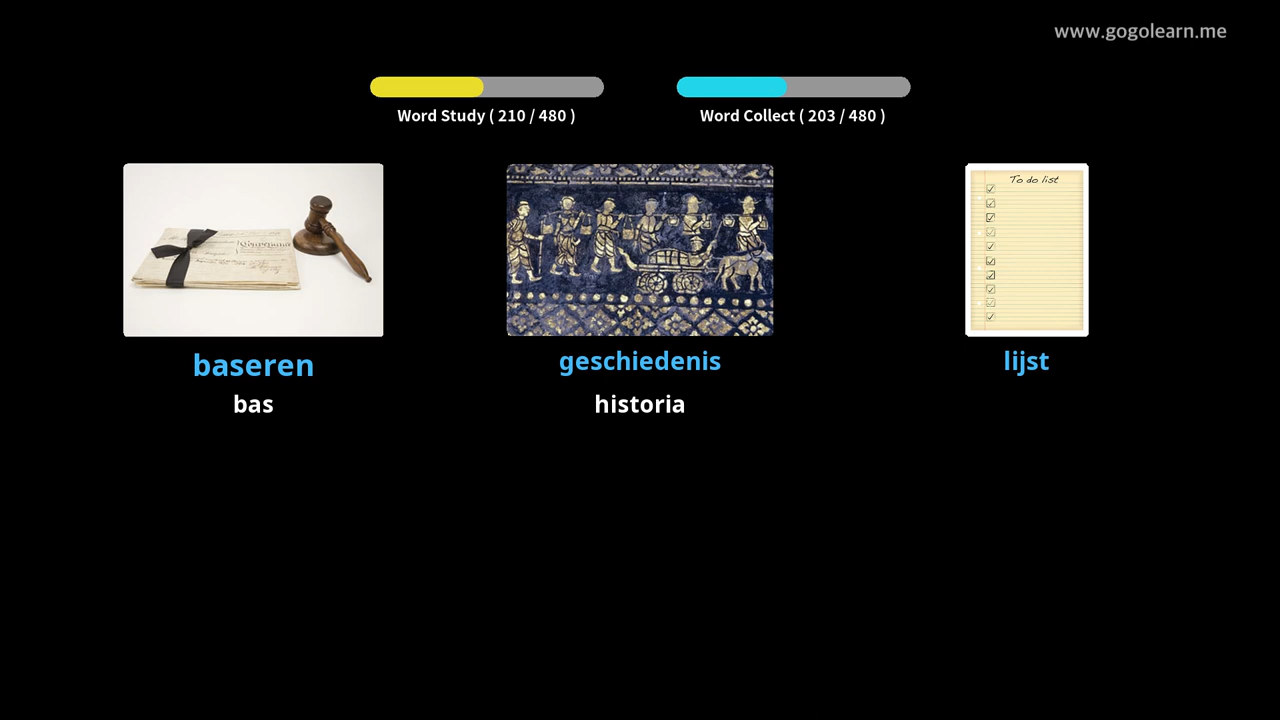 www.gogolearn.me
Word Study ( 210 / 480 )
Word Collect ( 203 / 480 )
To do list
baseren
geschiedenis
lijst
bas
historia